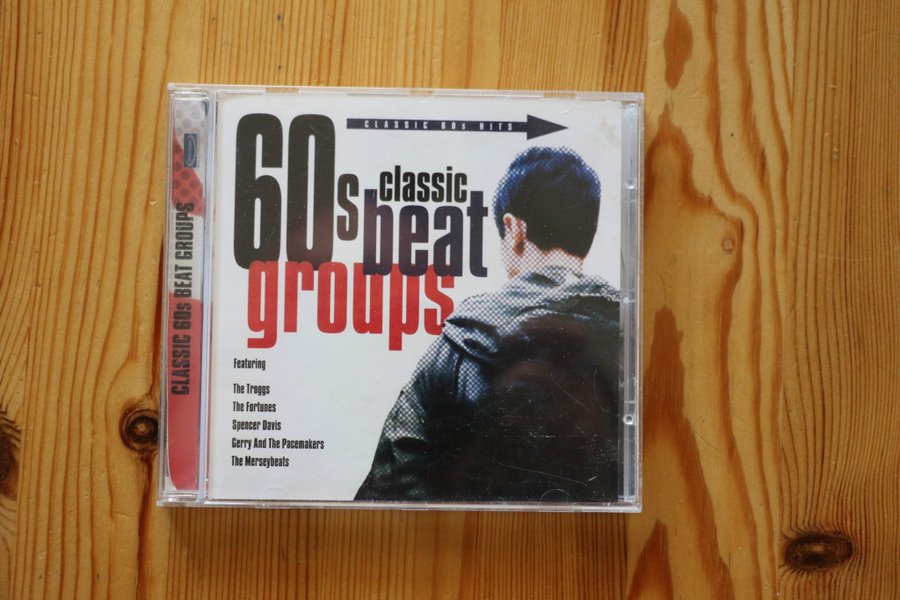 CLASSIC 60s BEAT GROUPS
CLASSIC 60s HITS
60s classic
beat
groups
Featuring
The Troggs
The Fortunes
Spencer Davis
Gerry And The Pacemakers
The Merseybeats